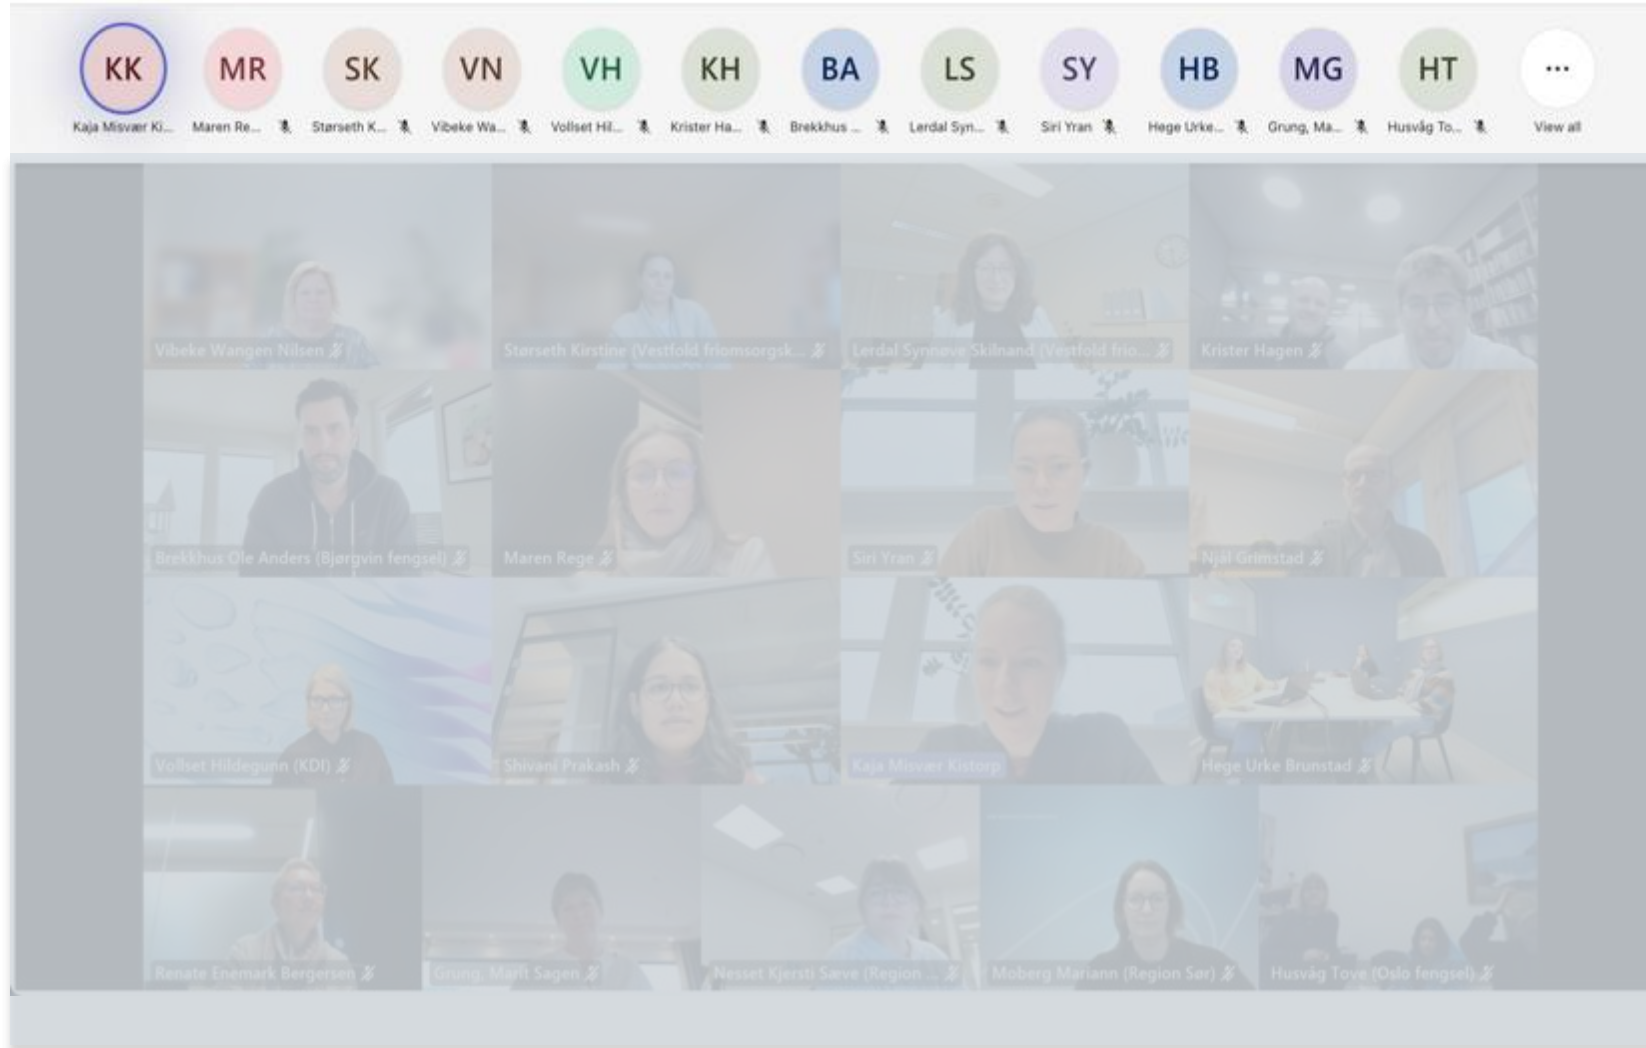 KK MR SK VN VH KH BA LS SY HB MG HT ...
Kaja Misvær Ki... Maren Re... Størseth K... Vibeke Wa... Vollset Hil... Krister Ha... Brekkhus ... Lerdal Syn... Siri Yran Hege Urke... Grung, Ma... Husvåg To... View all
Vibeke Wangen Nilsen Størseth Kirstine (Vestfold friomsorgsk... Lerdal Synnøve Skilnand (Vestfold frio... Krister Hagen
Brekkhus Ole Anders (Bjørgvin fengsel) Maren Rege Siri Yran Njål Grimstad
Vollset Hildegunn (KDI) Shivani Prakash Kaja Misvær Kistorp Hege Urke Brunstad
Renate Enemark Bergersen Grung, Marit Sagen Nesset Kjersti Sæve (Region ... Moberg Mariann (Region Sør) Husvåg Tove (Oslo fengsel)